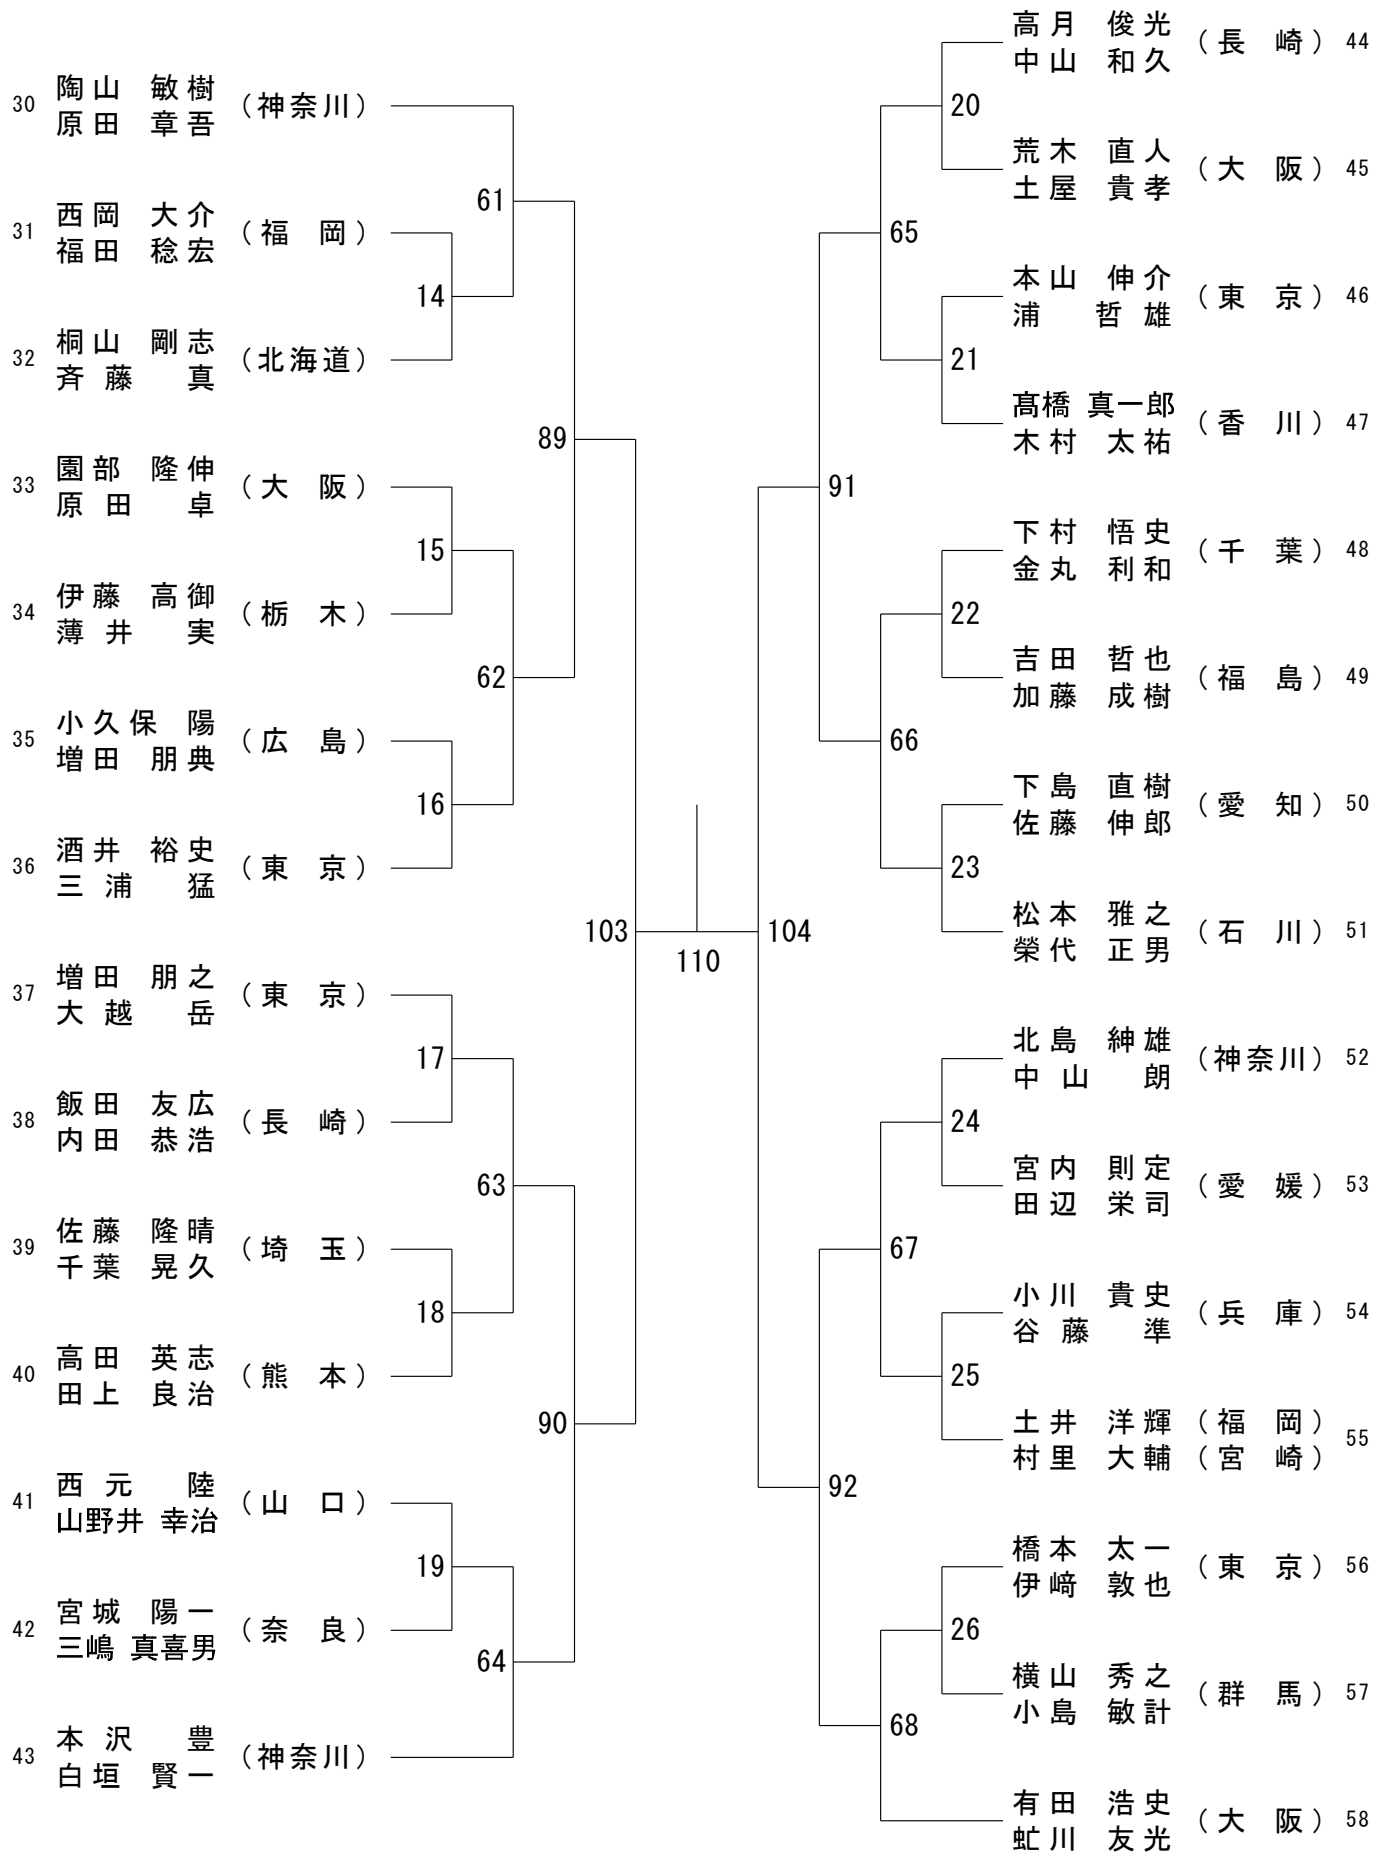 30 陶山 敏樹 (神奈川)
原田 章吾
61
31 西岡 大介 (福岡)
福田 稔宏
14
32 桐山 剛志 (北海道)
斉藤 真
89
33 園部 隆伸 (大阪)
原田 卓
15
34 伊藤 高御 (栃木)
薄井 実
62
35 小久保 陽 (広島)
増田 朋典
16
36 酒井 裕史 (東京)
三浦 猛
103
110
37 増田 朋之 (東京)
大越 岳
17
38 飯田 友広 (長崎)
内田 恭浩
63
39 佐藤 隆晴 (埼玉)
千葉 晃久
18
40 高田 英志 (熊本)
田上 良治
90
41 西元 陸 (山口)
山野井 幸治
19
42 宮城 陽一 (奈良)
三嶋 真喜男
64
43 本沢 豊 (神奈川)
白垣 賢一
高月 俊光 (長崎) 44
中山 和久
20
荒木 直人 (大阪) 45
土屋 貴孝
65
本山 伸介 (東京) 46
浦 哲雄
21
髙橋 真一郎 (香川) 47
木村 太祐
91
下村 悟史 (千葉) 48
金丸 利和
22
吉田 哲也 (福島) 49
加藤 成樹
66
下島 直樹 (愛知) 50
佐藤 伸郎
23
松本 雅之 (石川) 51
榮代 正男
104
北島 紳雄 (神奈川) 52
中山 朗
24
宮内 則定 (愛媛) 53
田辺 栄司
67
小川 貴史 (兵庫) 54
谷藤 準
25
土井 洋輝 (福岡) 55
村里 大輔 (宮崎)
92
橋本 太一 (東京) 56
伊﨑 敦也
26
横山 秀之 (群馬) 57
小島 敏計
68
有田 浩史 (大阪) 58
虻川 友光